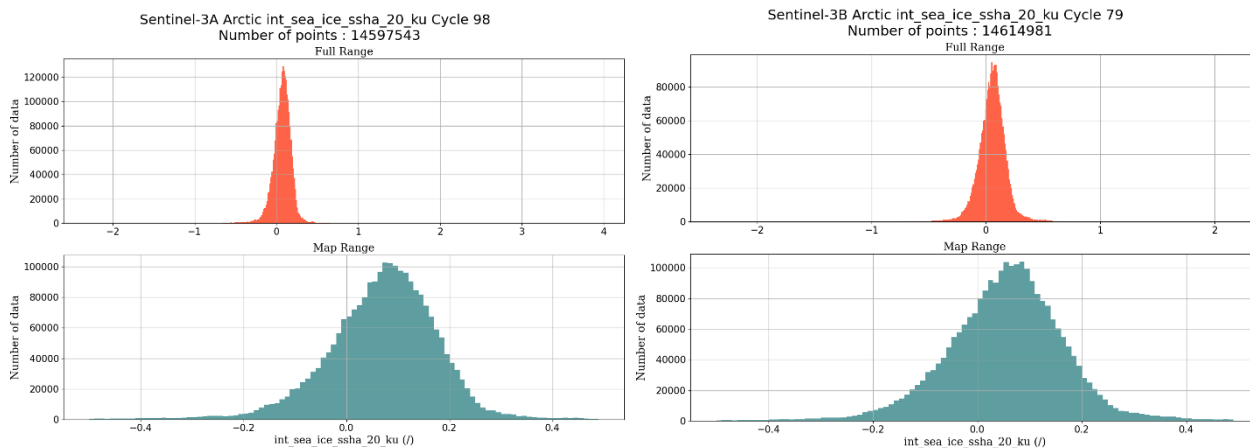 Sentinel-3A Arctic int_sea_ice_ssha_20_ku Cycle 98
Number of points : 14597543
Full Range
Number of data
120000
100000
80000
60000
40000
20000
0
−2 −1 0 1 2 3 4
Map Range
Number of data
100000
80000
60000
40000
20000
0
−0.4 −0.2 0.0 0.2 0.4
int_sea_ice_ssha_20_ku (/)
Sentinel-3B Arctic int_sea_ice_ssha_20_ku Cycle 79
Number of points : 14614981
Full Range
Number of data
80000
60000
40000
20000
0
−2 −1 0 1 2
Map Range
Number of data
100000
80000
60000
40000
20000
0
−0.4 −0.2 0.0 0.2 0.4
int_sea_ice_ssha_20_ku (/)